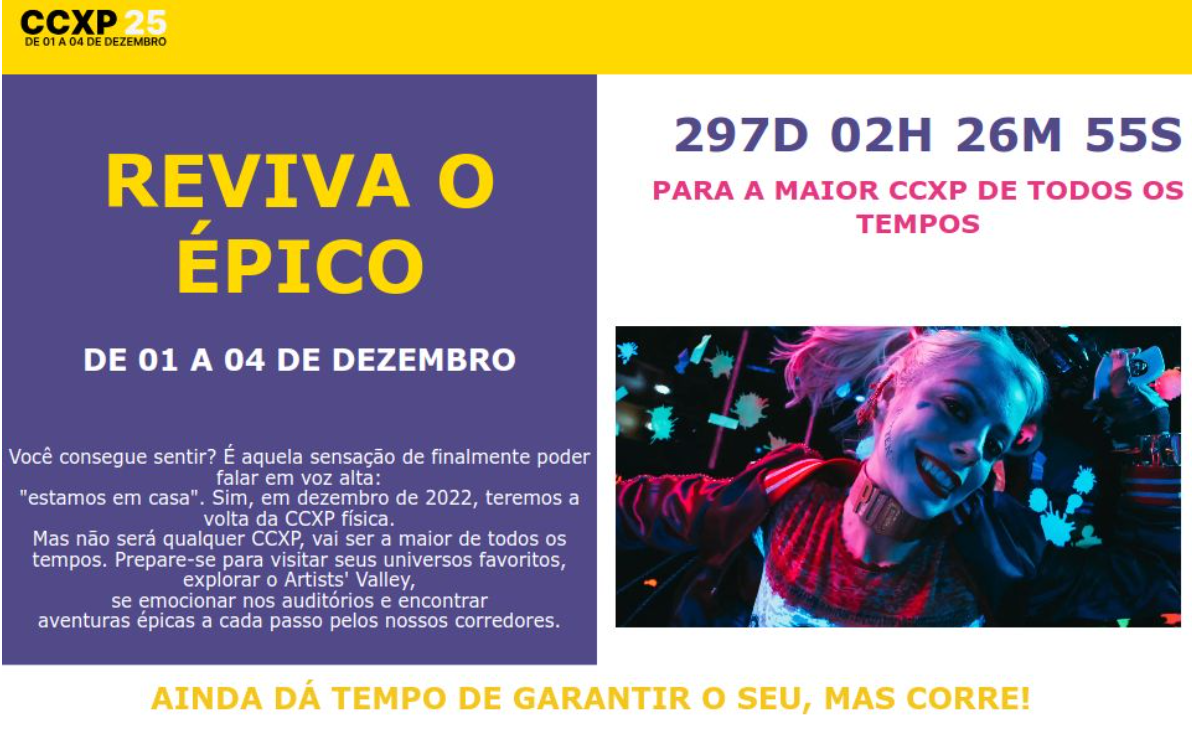 CCXP 25
DE 01 A 04 DE DEZEMBRO
REVIVA O
ÉPICO
DE 01 A 04 DE DEZEMBRO
Você consegue sentir? É aquela sensação de finalmente poder
falar em voz alta:
"estamos em casa". Sim, em dezembro de 2022, teremos a
volta da CCXP física.
Mas não será qualquer CCXP, vai ser a maior de todos os
tempos. Prepare-se para visitar seus universos favoritos,
explorar o Artists' Valley,
se emocionar nos auditórios e encontrar
aventuras épicas a cada passo pelos nossos corredores.
297D 02H 26M 55S
PARA A MAIOR CCXP DE TODOS OS
TEMPOS
AINDA DÁ TEMPO DE GARANTIR O SEU, MAS CORRE!